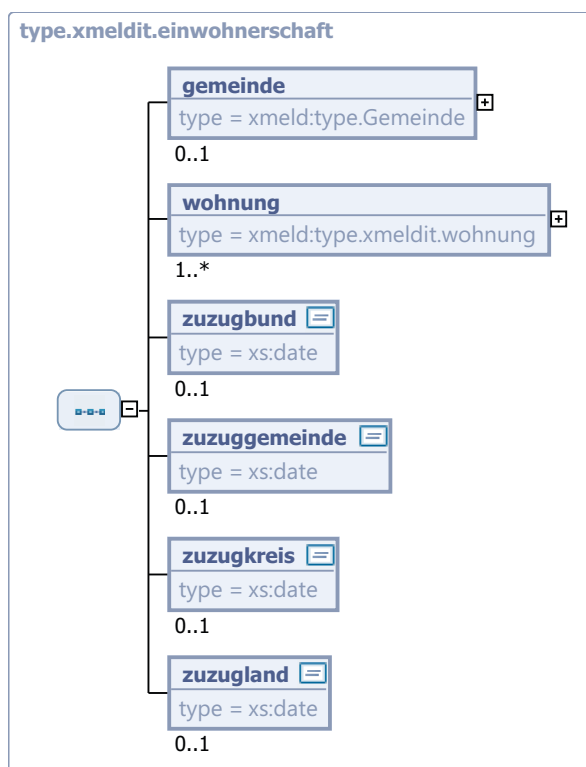 type.xmeldit.einwohnerschaft
gemeinde
type = xmeld:type.Gemeinde
0..1
wohnung
type = xmeld:type.xmeldit.wohnung
1..*
zuzugbund
type = xs:date
0..1
zuzuggemeinde
type = xs:date
0..1
zuzugkreis
type = xs:date
0..1
zuzugland
type = xs:date
0..1